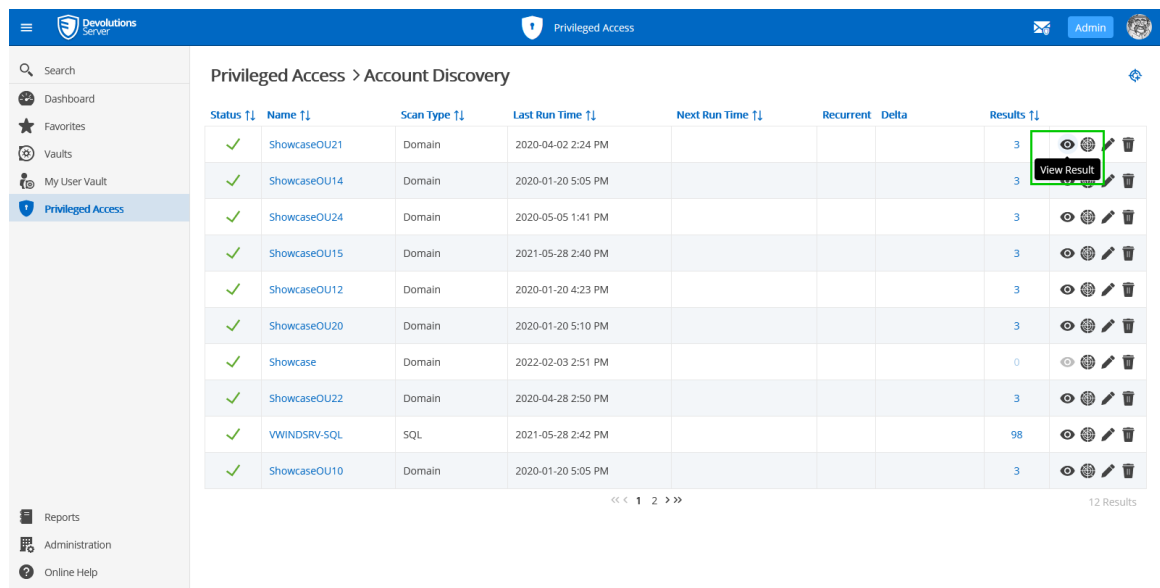 Devolutions
Server
Privileged Access
Admin
Search
Dashboard
Favorites
Vaults
My User Vault
Privileged Access
Reports
Administration
Online Help
Privileged Access > Account Discovery
Status ↑↓ Name ↑↓ Scan Type ↑↓ Last Run Time ↑↓ Next Run Time ↑↓ Recurrent Delta Results ↑↓
ShowcaseOU21 Domain 2020-04-02 2:24 PM 3
View Result
ShowcaseOU14 Domain 2020-01-20 5:05 PM 3
ShowcaseOU24 Domain 2020-05-05 1:41 PM 3
ShowcaseOU15 Domain 2021-05-28 2:40 PM 3
ShowcaseOU12 Domain 2020-01-20 4:23 PM 3
ShowcaseOU20 Domain 2020-01-20 5:10 PM 3
Showcase Domain 2022-02-03 2:51 PM 0
ShowcaseOU22 Domain 2020-04-28 2:50 PM 3
VWINDSRV-SQL SQL 2021-05-28 2:42 PM 98
ShowcaseOU10 Domain 2020-01-20 5:05 PM 3
<< < 1 2 > >>
12 Results